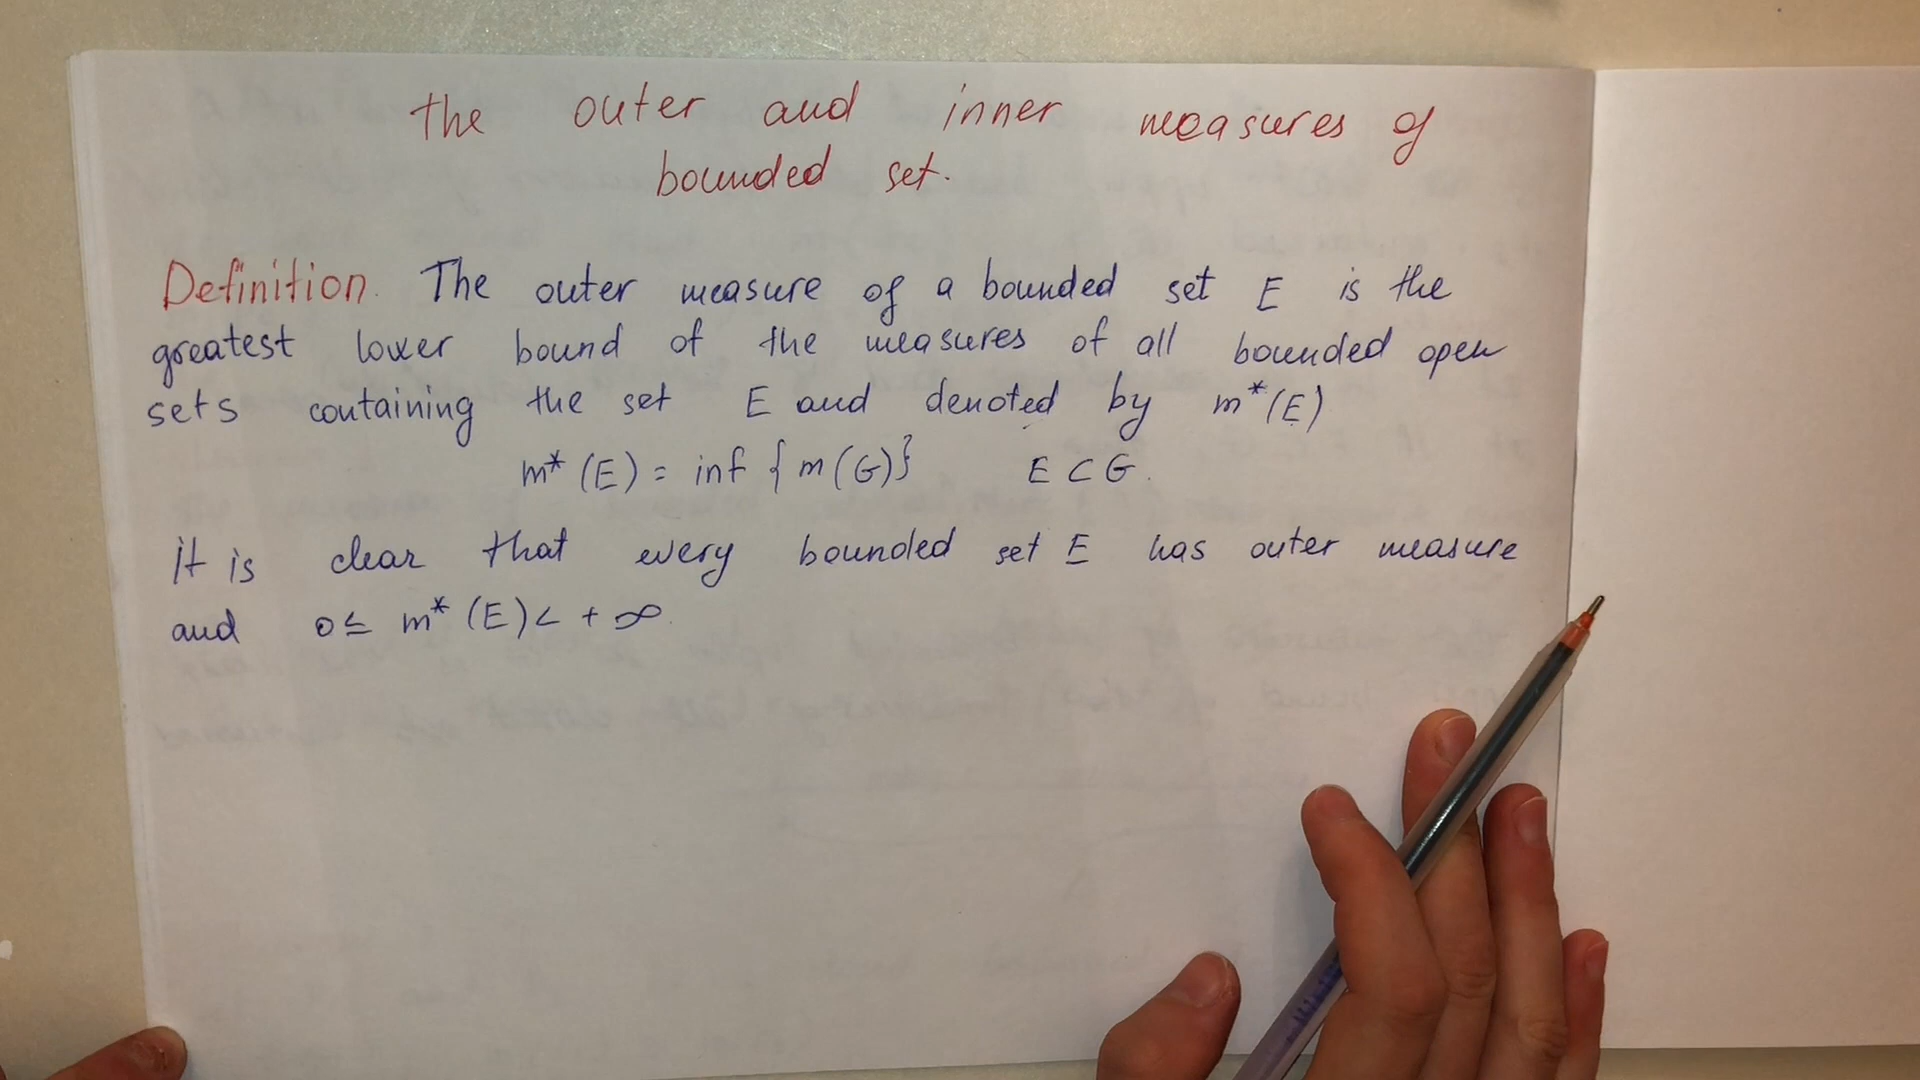 The outer and inner measures of
bounded set.
Definition. The outer measure of a bounded set E is the
greatest lower bound of the measures of all bounded open
sets containing the set E and denoted by m*(E)
m*(E) = inf {m(G)} E ⊂ G.
it is clear that every bounded set E has outer measure
and 0 ≤ m*(E) < + ∞.